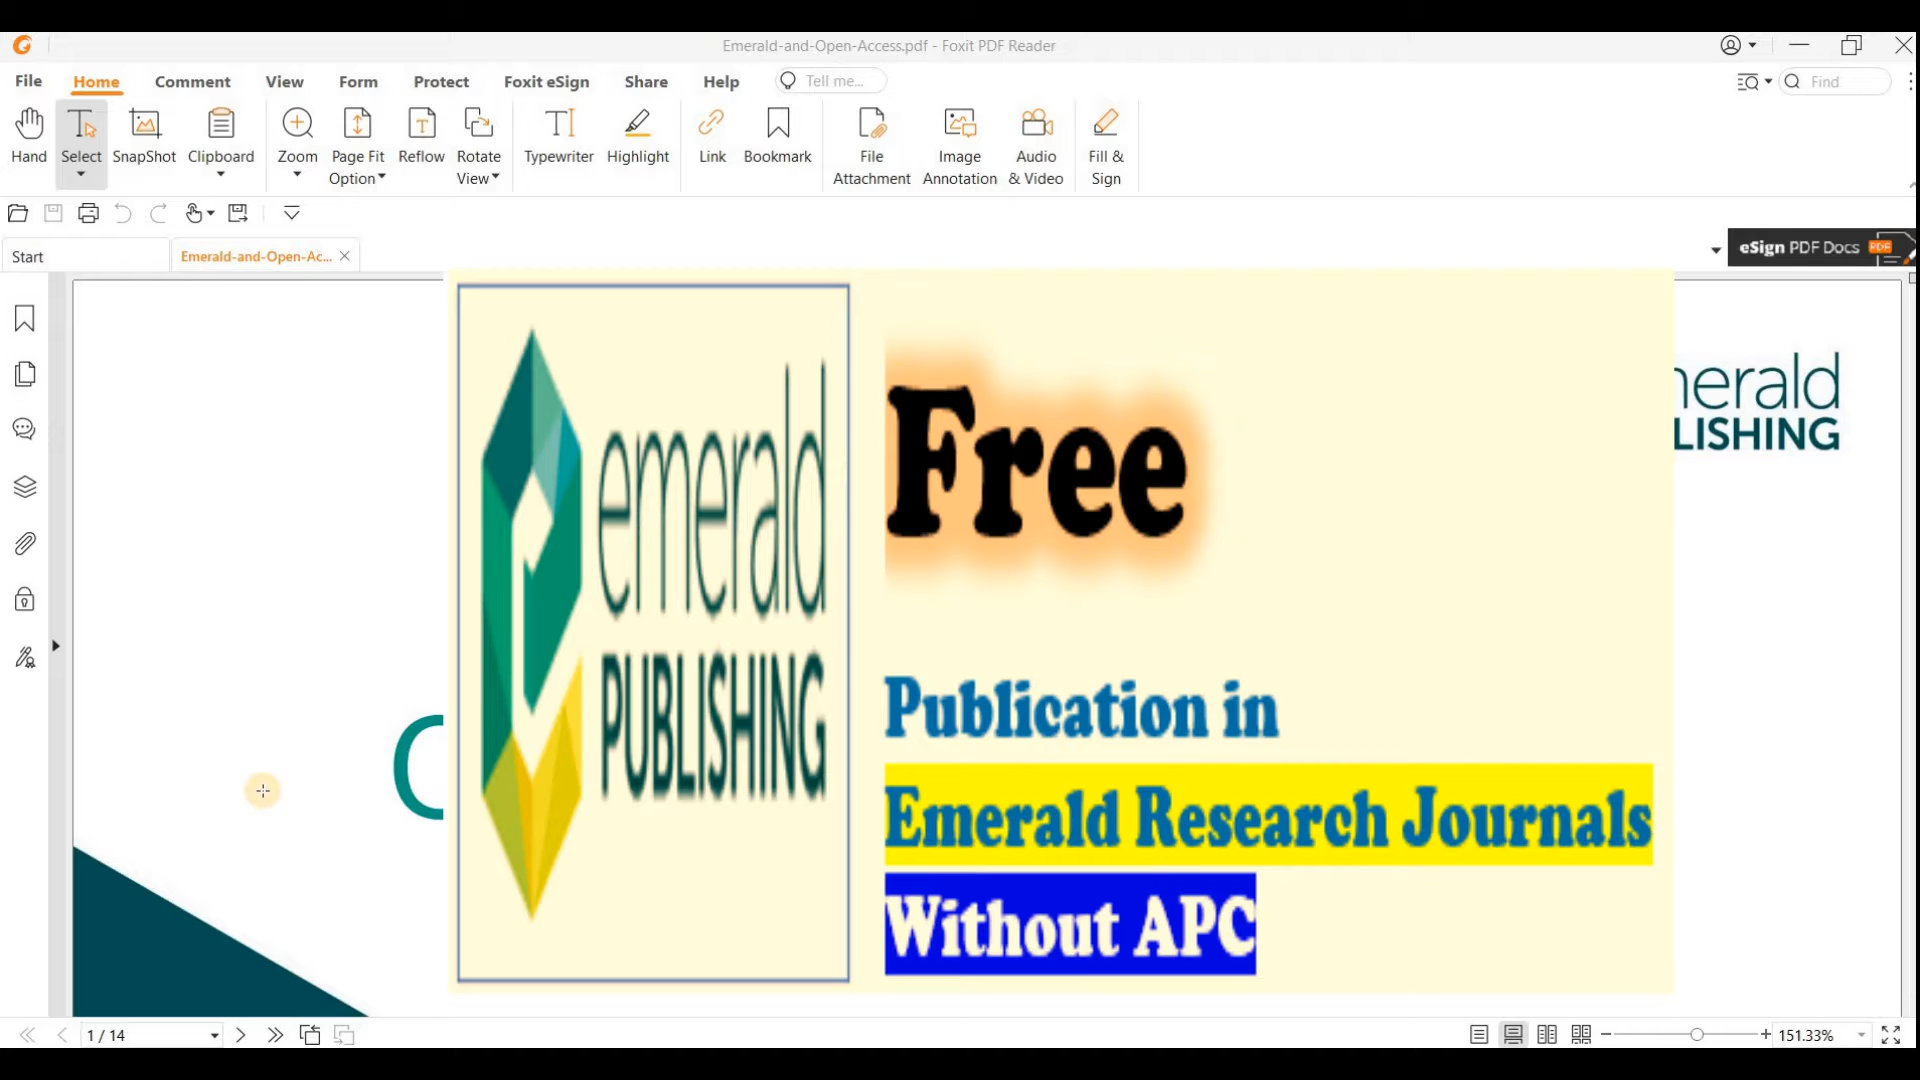 Emerald-and-Open-Access.pdf - Foxit PDF Reader
File Home Comment View Form Protect Foxit eSign Share Help Tell me... Find
Hand Select SnapShot Clipboard Zoom Page Fit Option Reflow Rotate View Typewriter Highlight Link Bookmark File Attachment Image Annotation Audio & Video Fill & Sign
Start Emerald-and-Open-Ac... eSign PDF Docs PDF
emerald
PUBLISHING
Free
Publication in
Emerald Research Journals
Without APC
erald
LISHING
1 / 14 151.33%